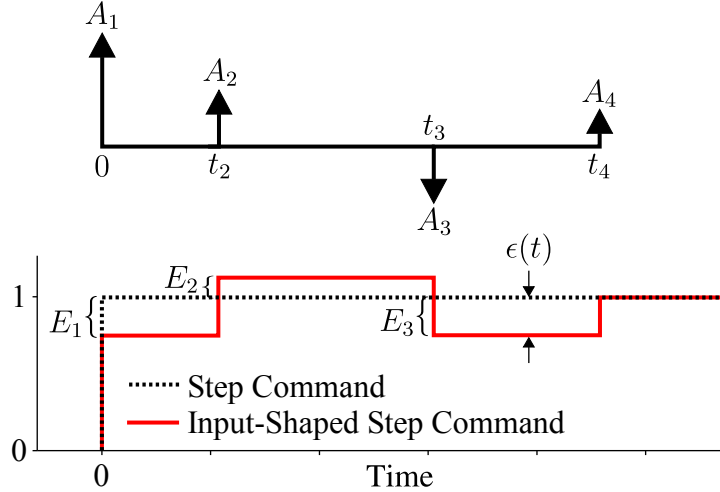 A₁
A₂
A₄
t₃
0
t₂
t₄
A₃
ϵ(t)
E₂
1
E₁
E₃
Step Command
Input-Shaped Step Command
0
0
Time